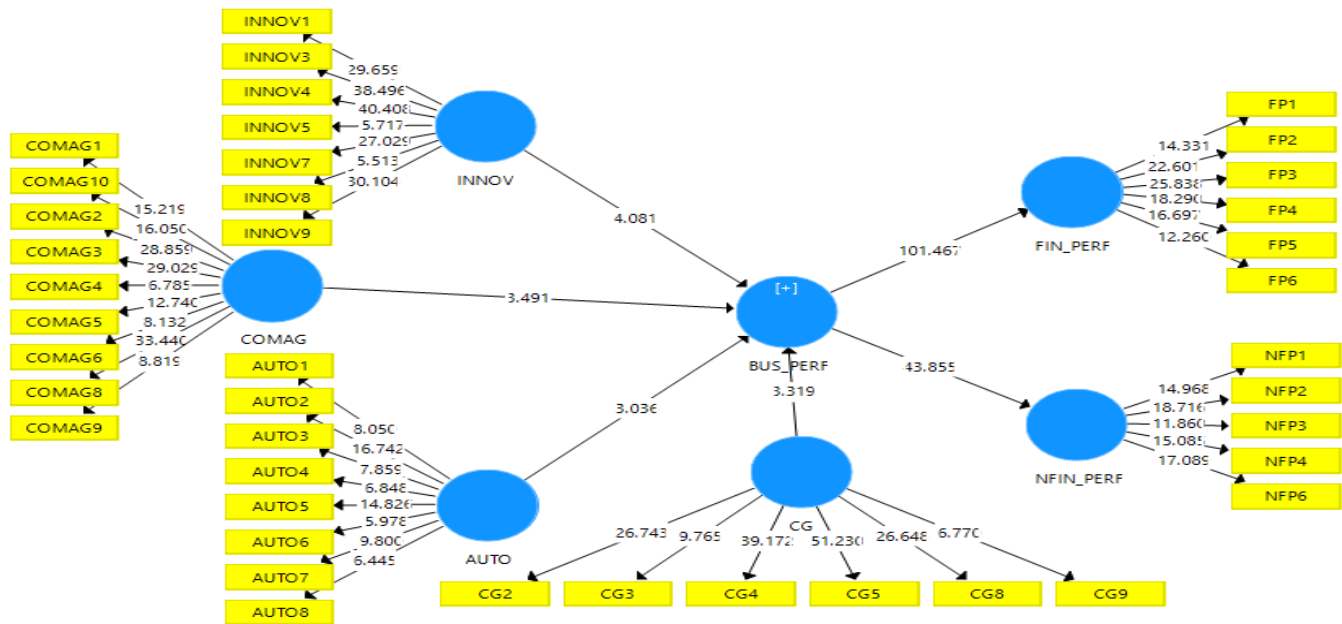 INNOV1
INNOV3
INNOV4
INNOV5
INNOV7
INNOV8
INNOV9
29.659
38.496
40.408
5.717
27.029
5.513
30.104
INNOV
COMAG1
COMAG10
COMAG2
COMAG3
COMAG4
COMAG5
COMAG6
COMAG8
COMAG9
15.219
16.050
28.859
29.029
6.785
12.740
8.132
33.440
8.819
COMAG
AUTO1
AUTO2
AUTO3
AUTO4
AUTO5
AUTO6
AUTO7
AUTO8
8.050
16.742
7.859
6.848
14.826
5.978
9.800
6.445
AUTO
4.081
3.491
3.036
3.319
[+]
BUS_PERF
CG
26.743
9.765
39.172
51.230
26.648
6.770
CG2
CG3
CG4
CG5
CG8
CG9
101.467
43.855
FIN_PERF
14.331
22.601
25.838
18.290
16.697
12.260
FP1
FP2
FP3
FP4
FP5
FP6
NFIN_PERF
14.968
18.716
11.860
15.085
17.089
NFP1
NFP2
NFP3
NFP4
NFP6